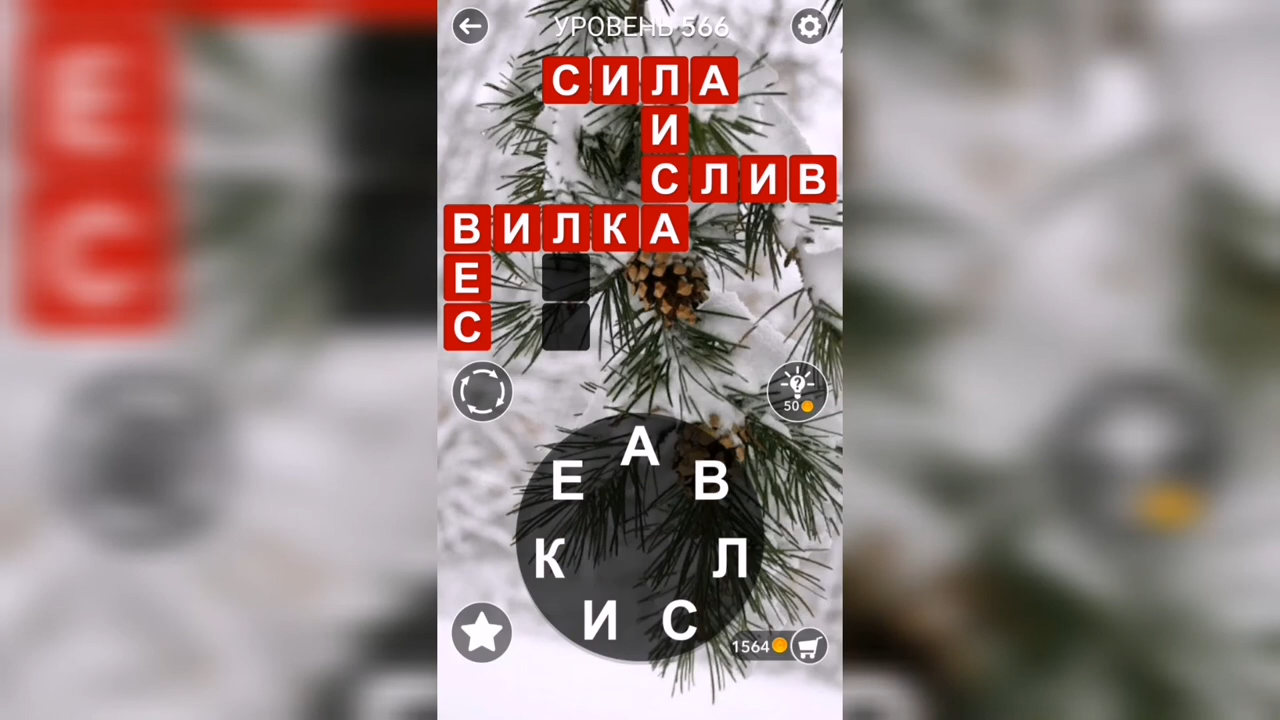 УРОВЕНЬ 566
СИЛА
И
СЛИВ
ВИЛКА
Е
С
?
50
А
Е В
К Л
И С
1564
Е
С